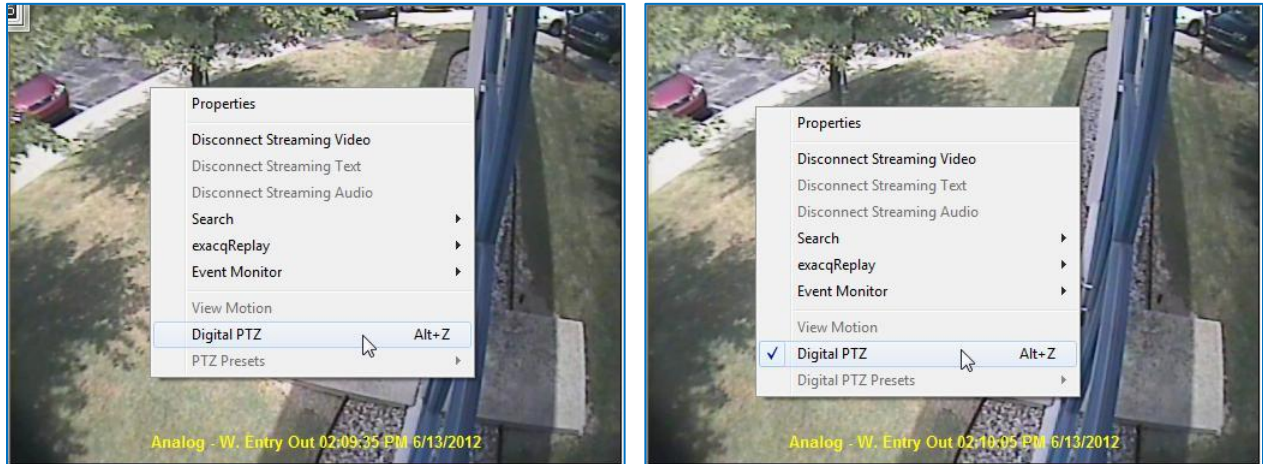 Properties
Disconnect Streaming Video
Disconnect Streaming Text
Disconnect Streaming Audio
Search
exacqReplay
Event Monitor
View Motion
Digital PTZ Alt+Z
PTZ Presets
Analog - W. Entry Out 02:09:35 PM 6/13/2012
Properties
Disconnect Streaming Video
Disconnect Streaming Text
Disconnect Streaming Audio
Search
exacqReplay
Event Monitor
View Motion
Digital PTZ Alt+Z
Digital PTZ Presets
Analog - W. Entry Out 02:10:05 PM 6/13/2012